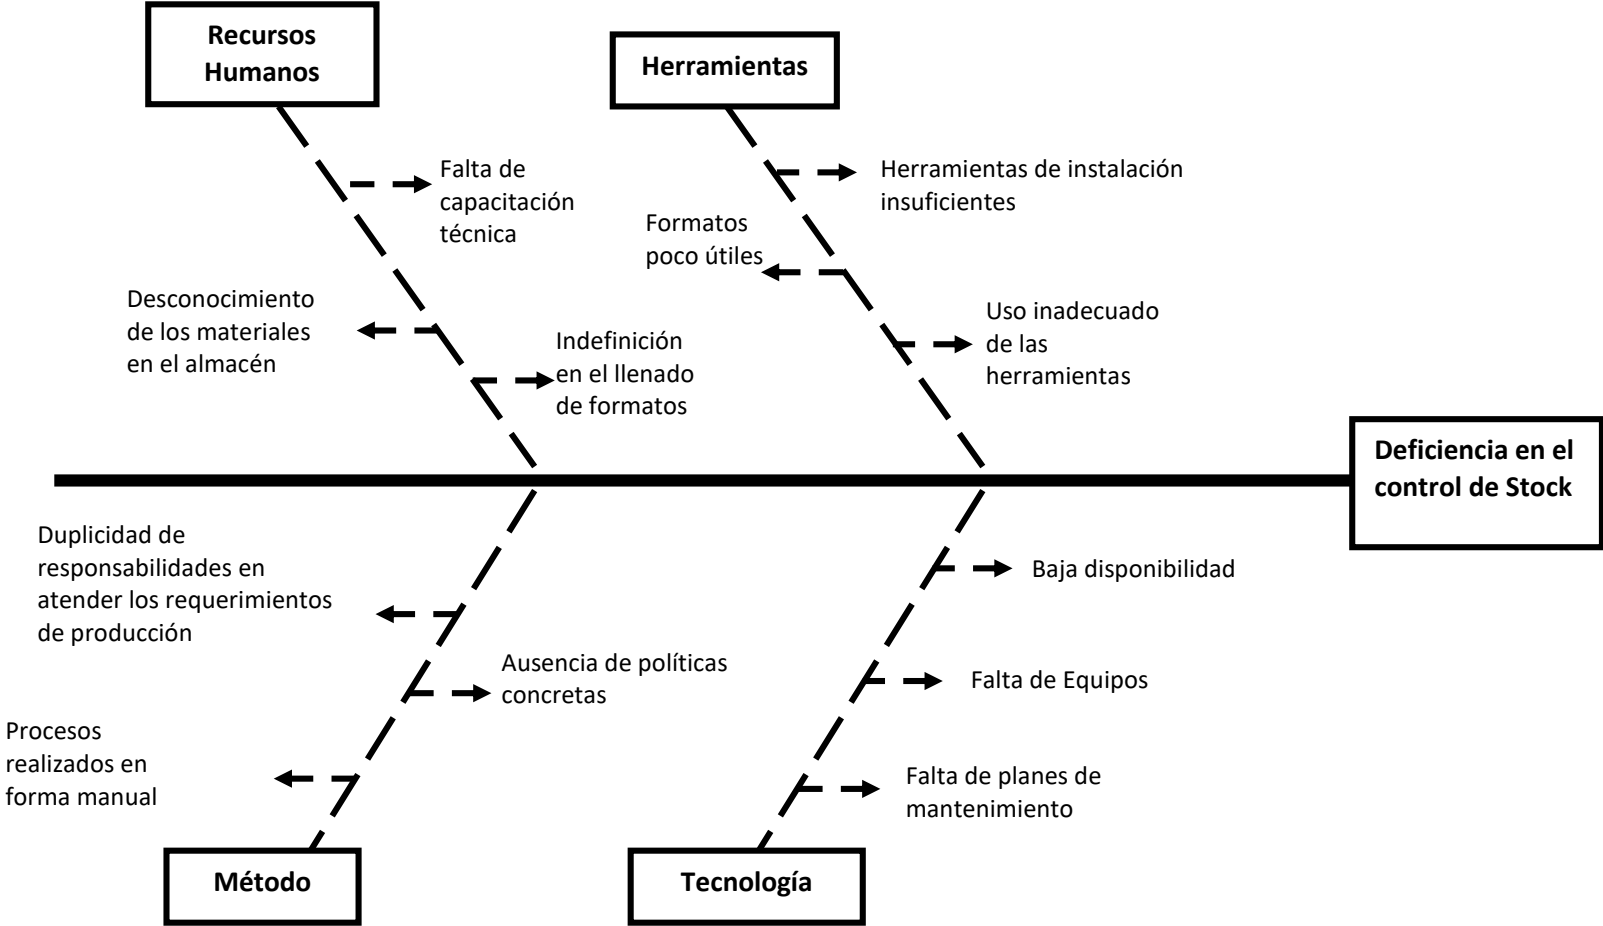 Recursos
Humanos
Herramientas
Falta de
capacitación
técnica
Herramientas de instalación
insuficientes
Formatos
poco útiles
Desconocimiento
de los materiales
en el almacén
Indefinición
en el llenado
de formatos
Uso inadecuado
de las
herramientas
Deficiencia en el
control de Stock
Duplicidad de
responsabilidades en
atender los requerimientos
de producción
Baja disponibilidad
Ausencia de políticas
concretas
Falta de Equipos
Procesos
realizados en
forma manual
Falta de planes de
mantenimiento
Método
Tecnología